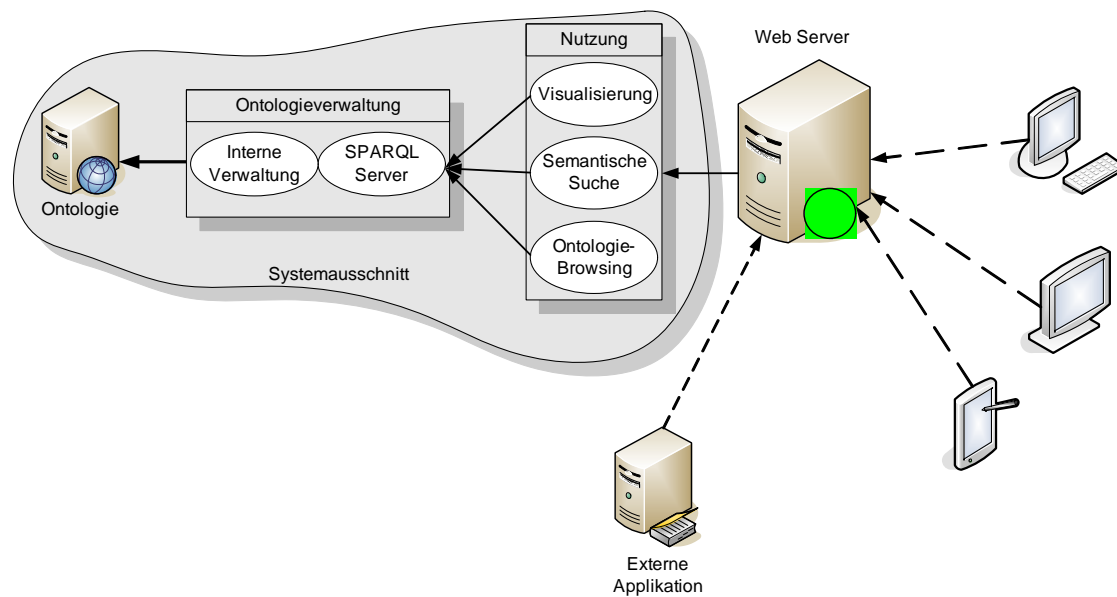 Nutzung
Web Server
Visualisierung
Ontologieverwaltung
Interne
Verwaltung
SPARQL
Server
Semantische
Suche
Ontologie
Ontologie-
Browsing
Systemausschnitt
Externe
Applikation